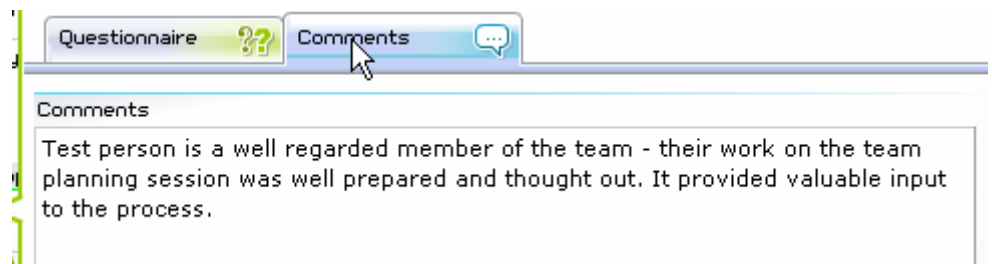 Questionnaire ?? Comments
Comments
Test person is a well regarded member of the team - their work on the team
planning session was well prepared and thought out. It provided valuable input
to the process.